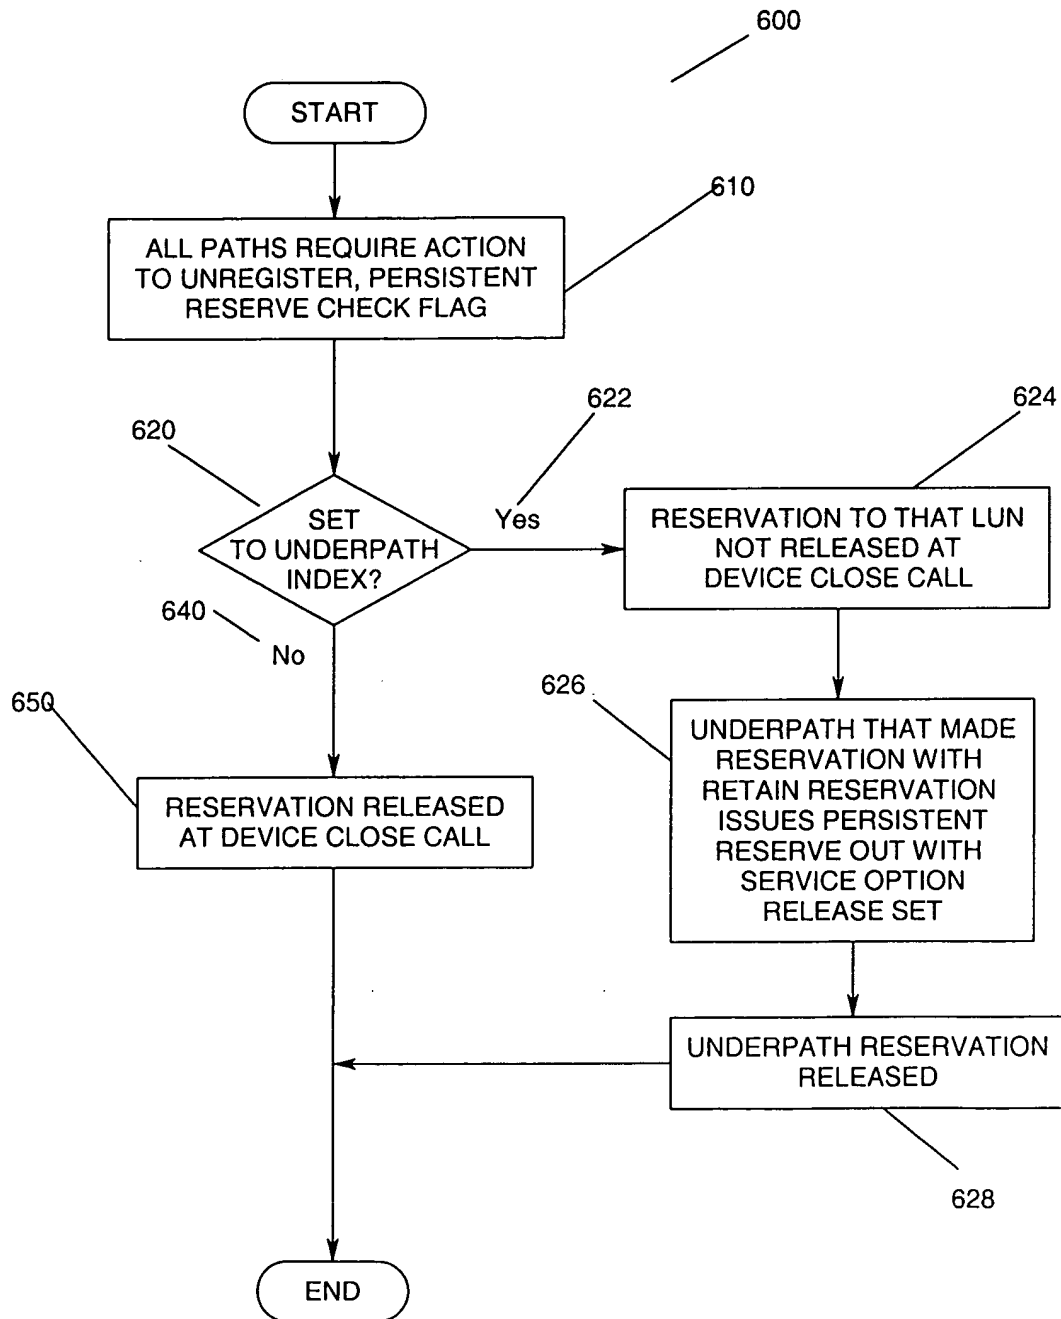 600
START
610
ALL PATHS REQUIRE ACTION
TO UNREGISTER, PERSISTENT
RESERVE CHECK FLAG
620
622
624
SET
TO UNDERPATH
INDEX?
Yes
RESERVATION TO THAT LUN
NOT RELEASED AT
DEVICE CLOSE CALL
640
No
626
650
UNDERPATH THAT MADE
RESERVATION WITH
RETAIN RESERVATION
ISSUES PERSISTENT
RESERVE OUT WITH
SERVICE OPTION
RELEASE SET
RESERVATION RELEASED
AT DEVICE CLOSE CALL
UNDERPATH RESERVATION
RELEASED
628
END